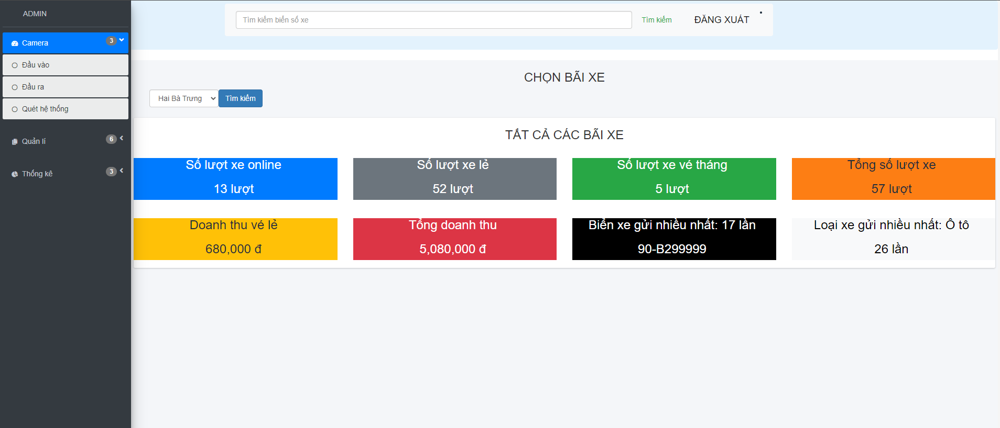 ADMIN
Camera 3
Đầu vào
Đầu ra
Quét hệ thống
Quản lí 6
Thống kê 3
Tìm kiếm biển số xe Tìm kiếm ĐĂNG XUÁT
CHỌN BÃI XE
Hai Bà Trưng Tìm kiếm
TẤT CẢ CÁC BÃI XE
Số lượt xe online
13 lượt
Số lượt xe lẻ
52 lượt
Số lượt xe vé tháng
5 lượt
Tổng số lượt xe
57 lượt
Doanh thu vé lẻ
680,000 đ
Tổng doanh thu
5,080,000 đ
Biển xe gửi nhiều nhất: 17 lần
90-B299999
Loại xe gửi nhiều nhất: Ô tô
26 lần